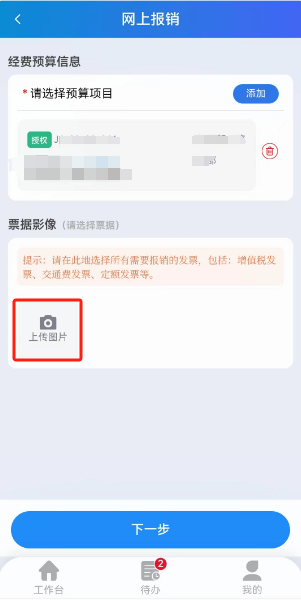 网上报销
经费预算信息
*请选择预算项目 添加
授权
票据影像（请选择票据）
提示：请在此地选择所有需要报销的发票，包括：增值税发
票、交通费发票、定额发票等。
上传图片
下一步
2
工作台 待办 我的